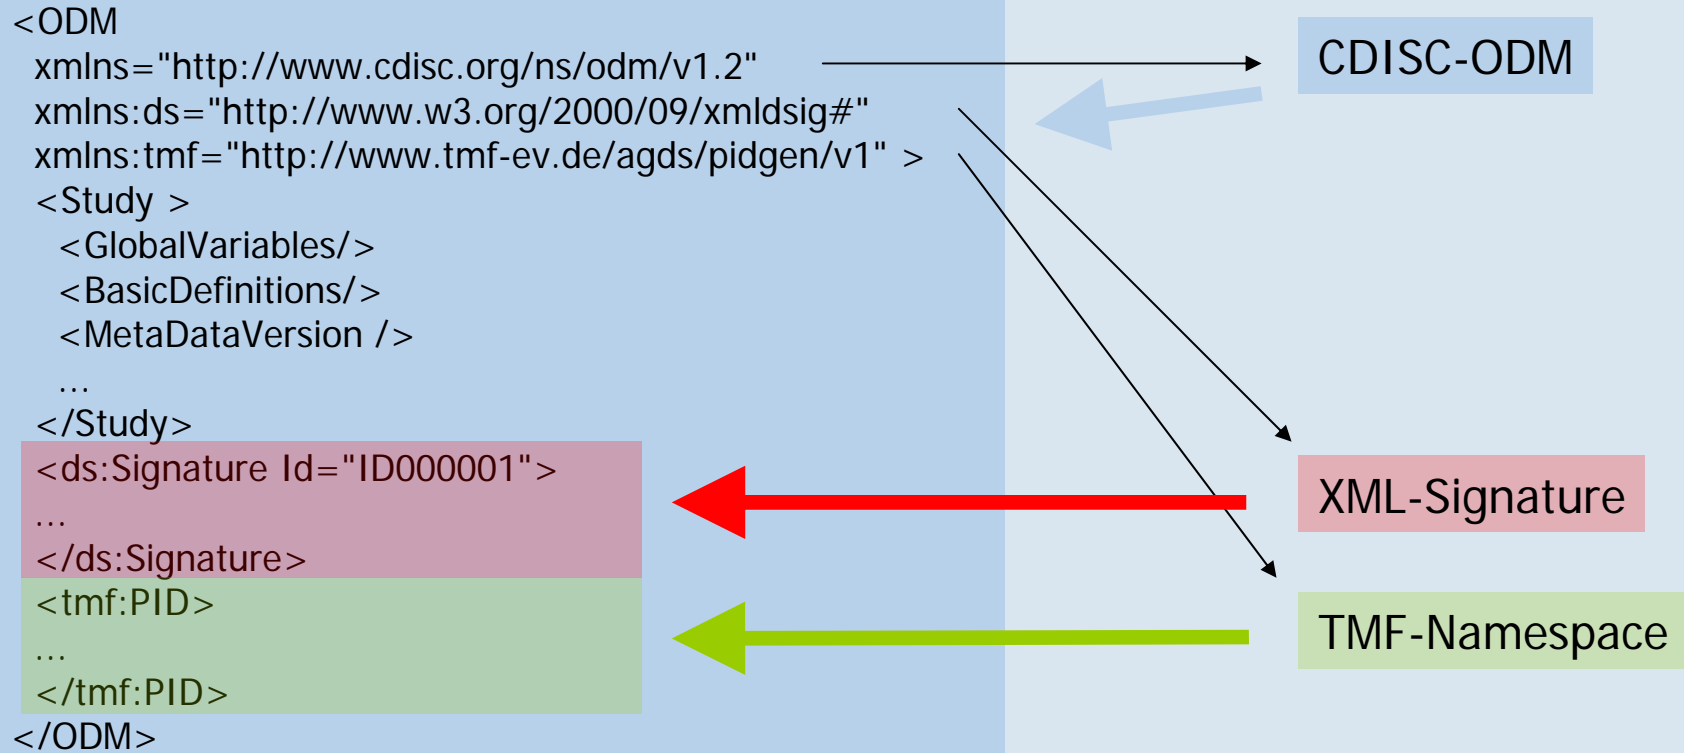 <ODM
xmlns="http://www.cdisc.org/ns/odm/v1.2"
xmlns:ds="http://www.w3.org/2000/09/xmldsig#"
xmlns:tmf="http://www.tmf-ev.de/agds/pidgen/v1" >
<Study >
<GlobalVariables/>
<BasicDefinitions/>
<MetaDataVersion />
...
</Study>
<ds:Signature Id="ID000001">
...
</ds:Signature>
<tmf:PID>
...
</tmf:PID>
</ODM>
CDISC-ODM
XML-Signature
TMF-Namespace